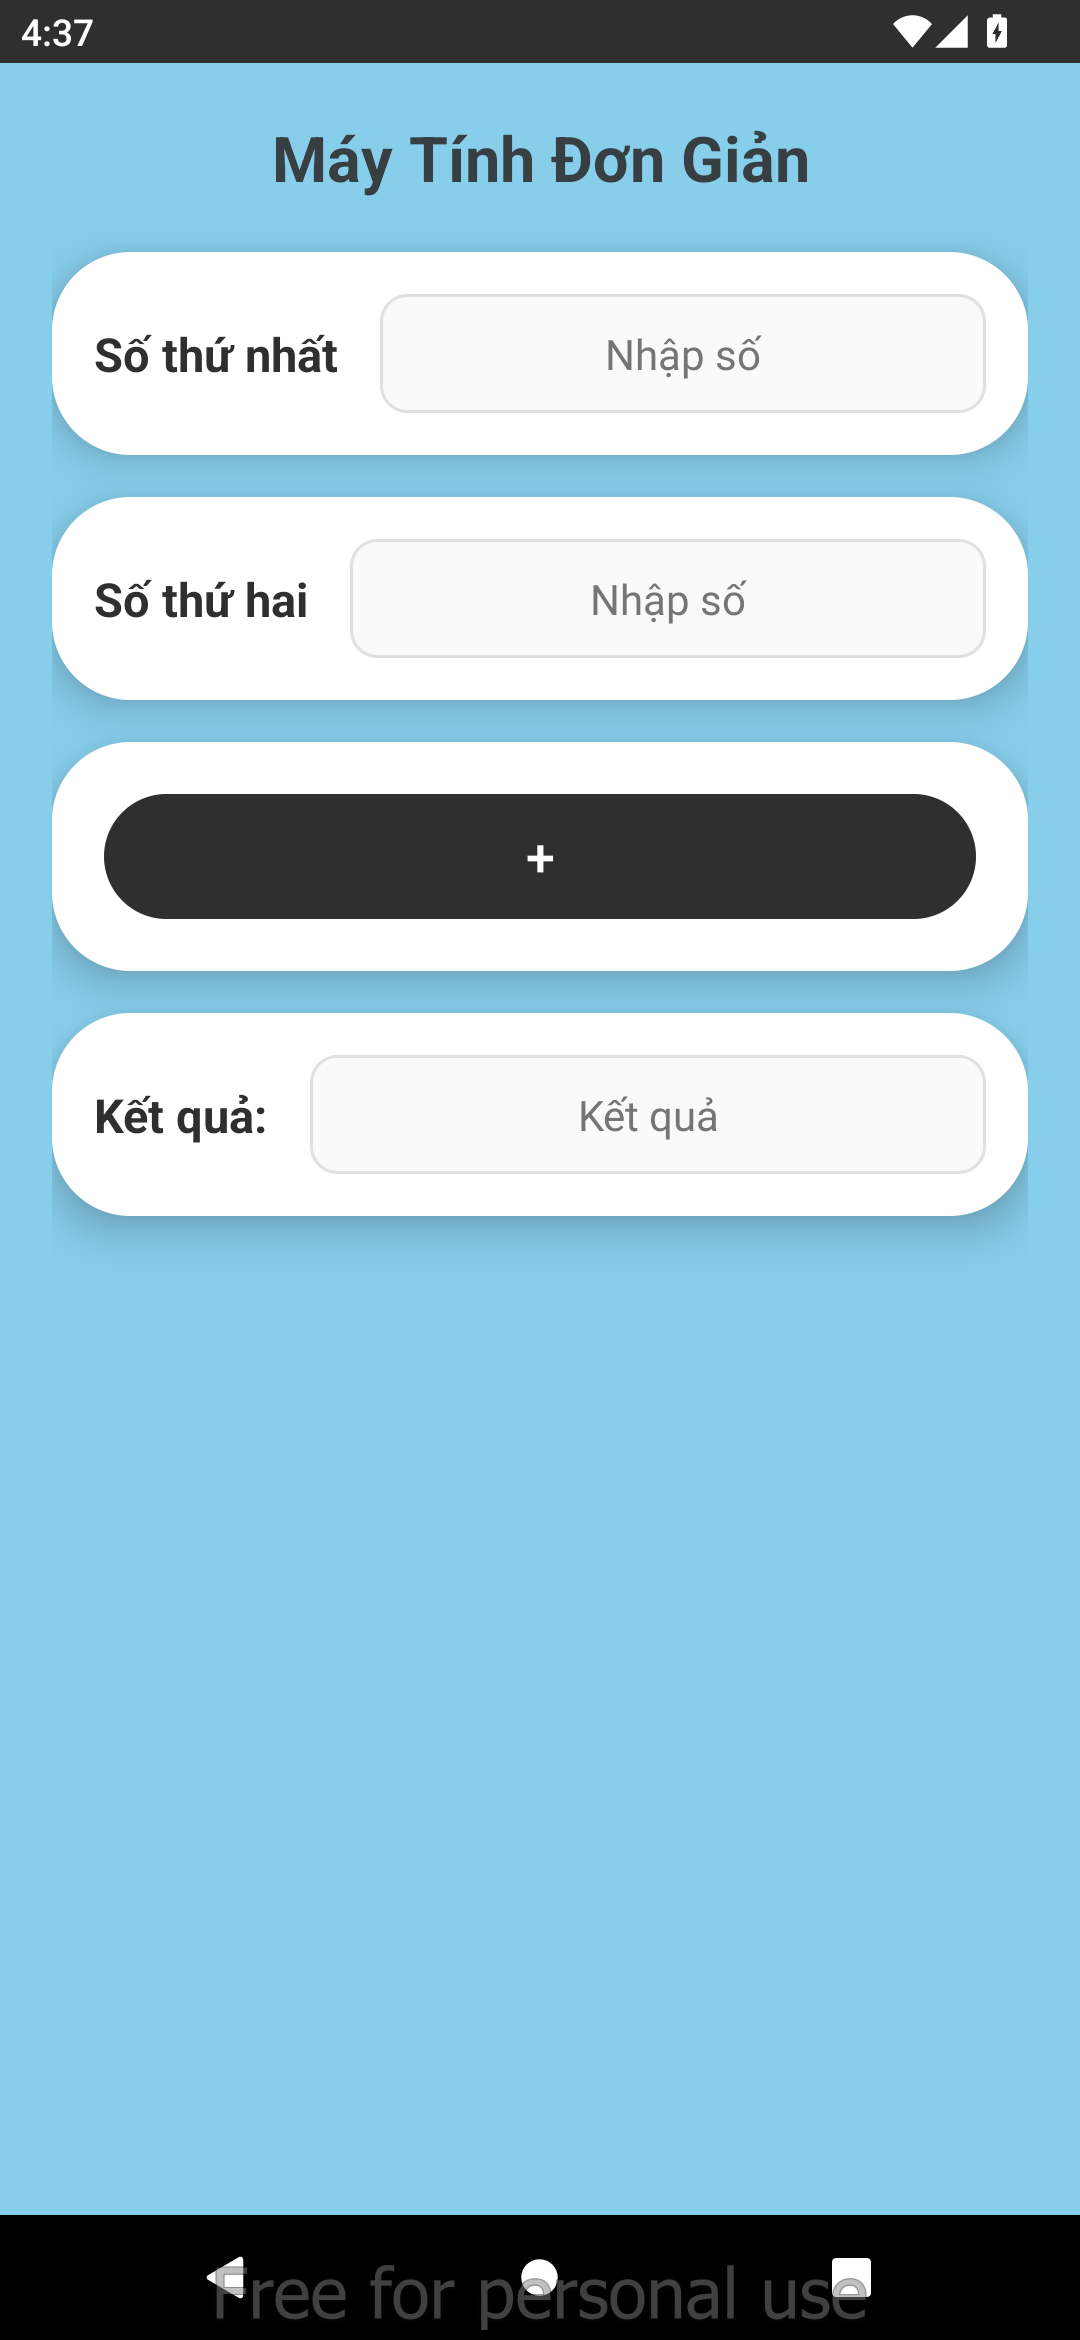 4:37
Máy Tính Đơn Giản
Số thứ nhất
Nhập số
Số thứ hai
Nhập số
+
Kết quả:
Kết quả
Free for personal use